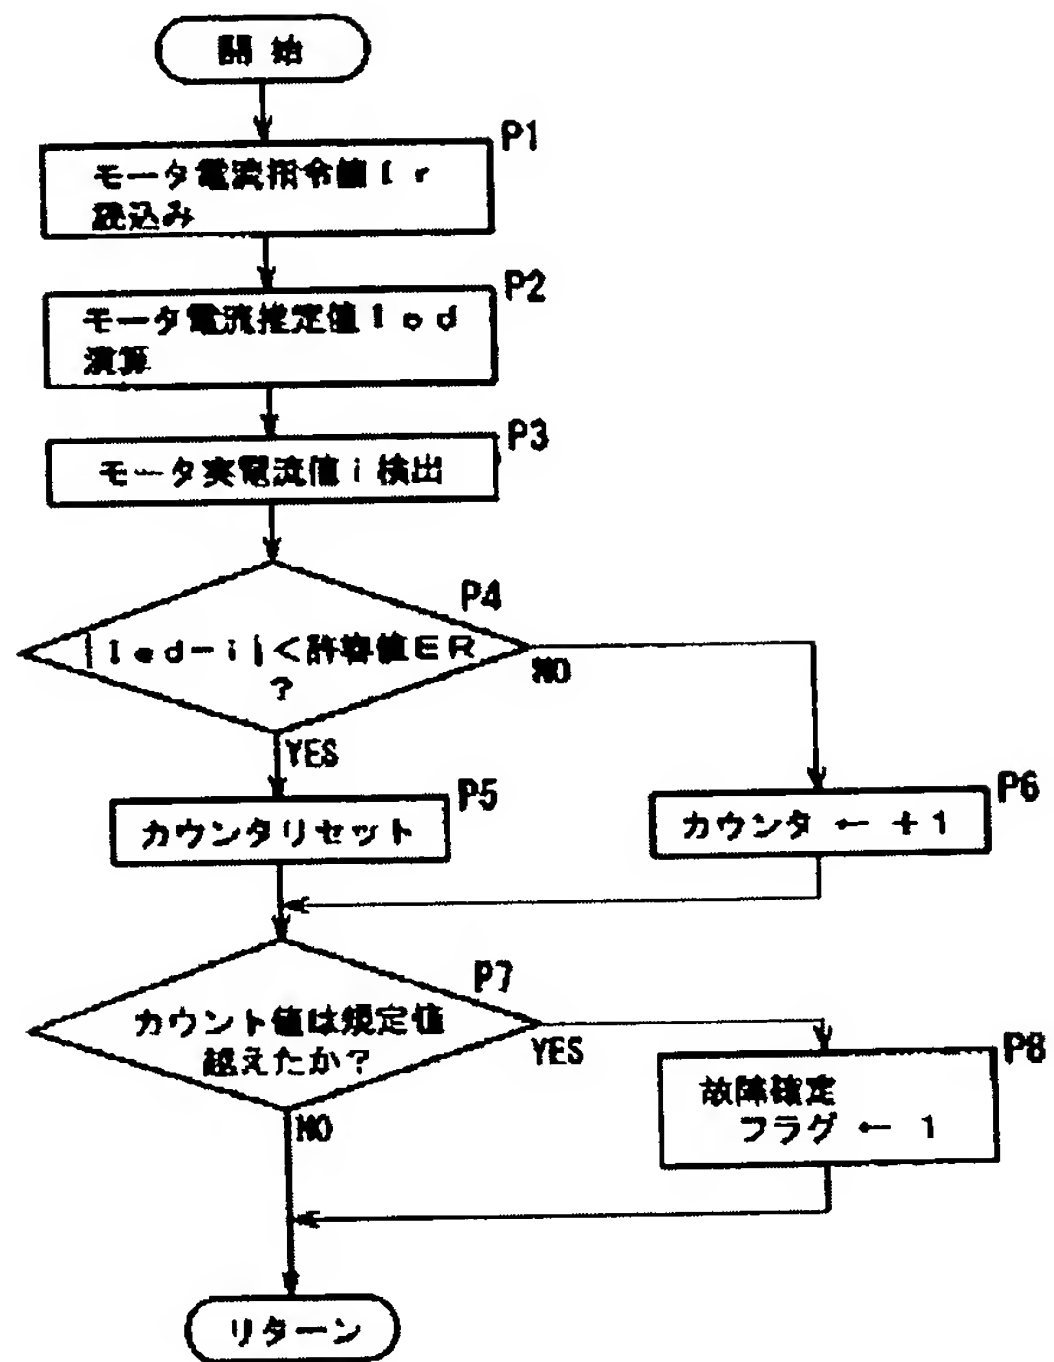 開始
P1
モータ電流指令値Ir
読込み
P2
モータ電流推定値Ied
演算
P3
モータ実電流値i検出
P4
|Ied-i|<許容値ER
?
NO
YES
P5
カウンタリセット
P6
カウンタ ← +1
P7
カウント値は規定値
越えたか?
YES
NO
P8
故障確定
フラグ ← 1
リターン